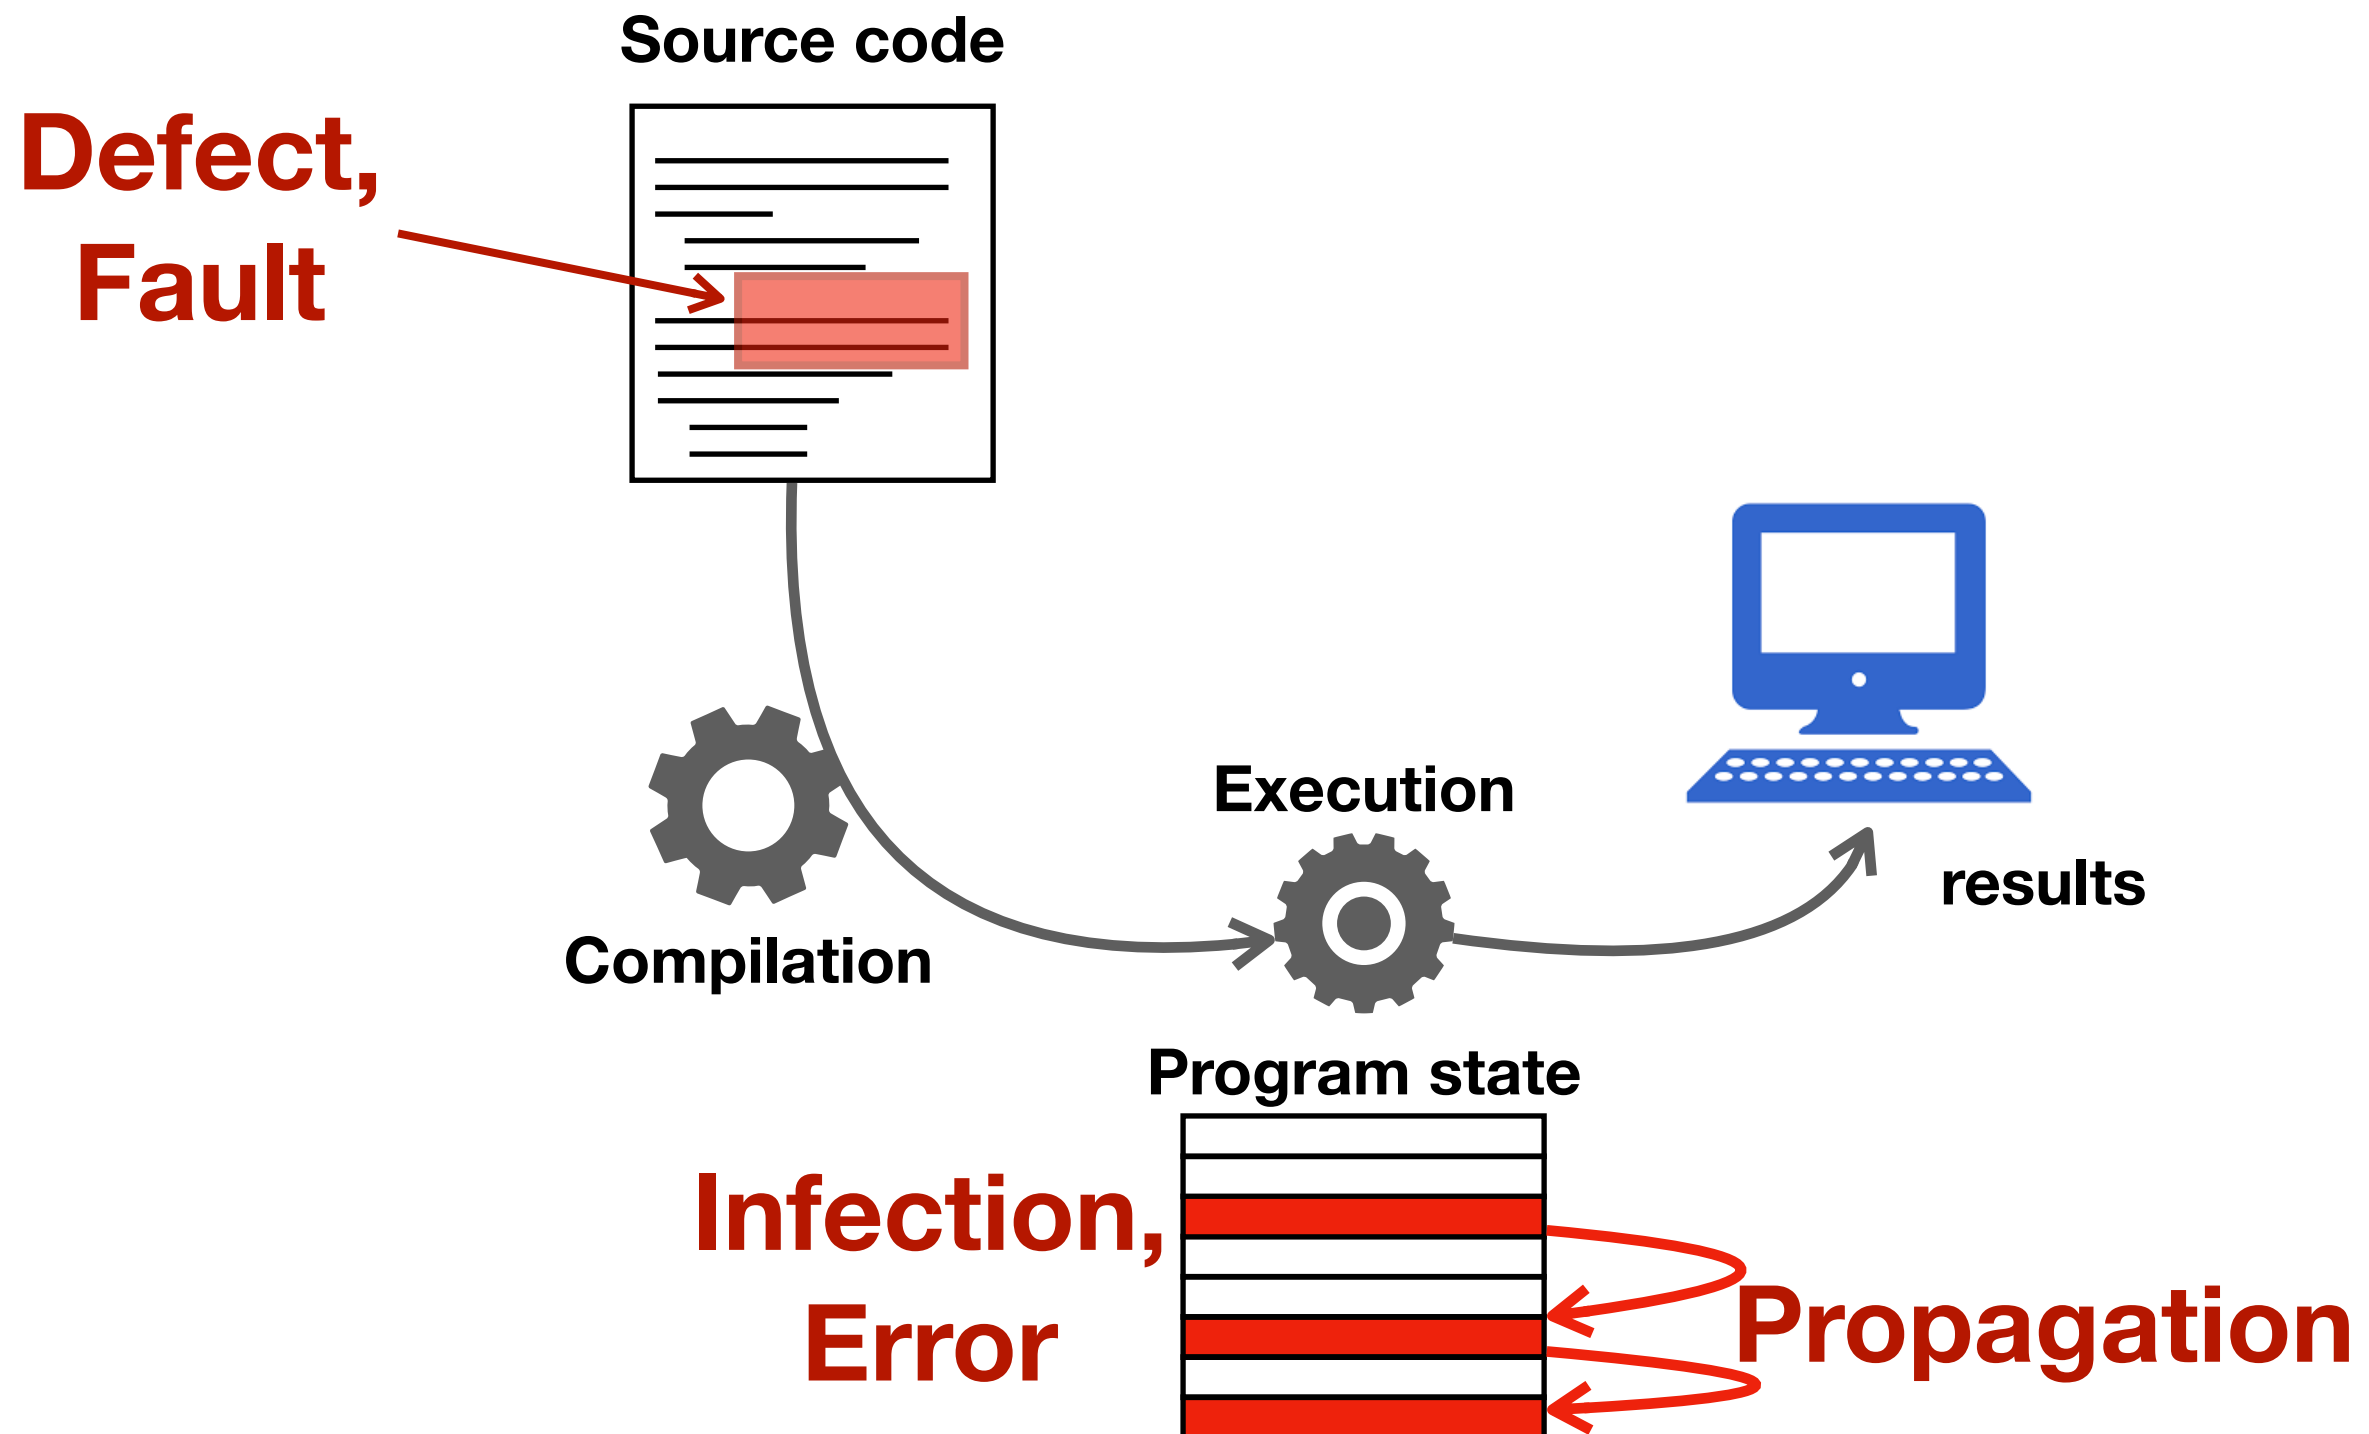 Source code
Defect,
Fault
Execution
results
Compilation
Program state
Infection,
Error
Propagation